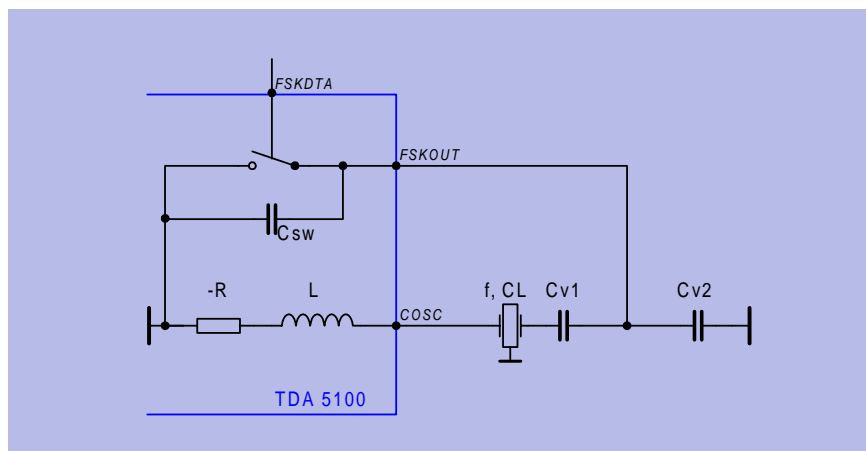 FSKDTA
FSKOUT
Csw
-R L COSC f, CL Cv1 Cv2
TDA 5100